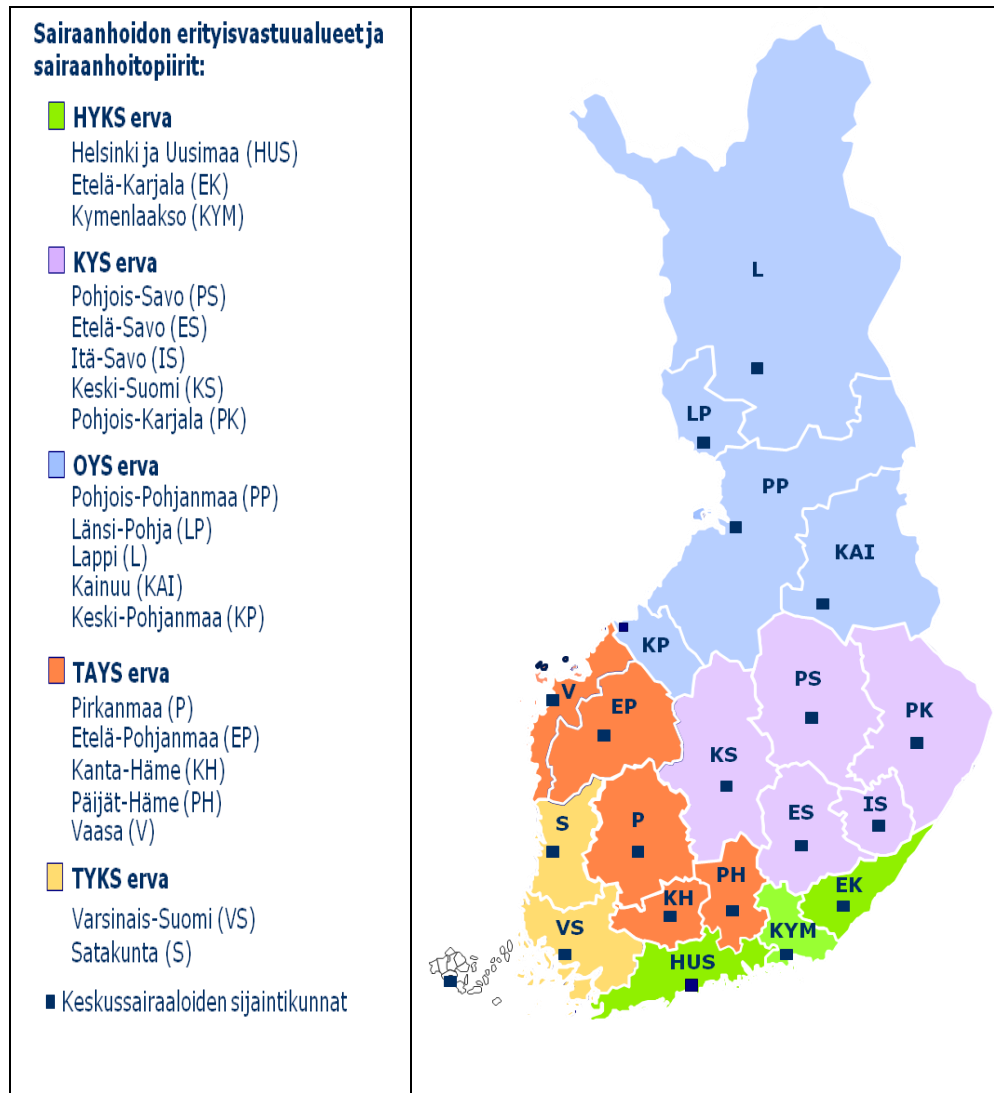 Sairaanhoidon erityisvastuualueet ja
sairaanhoitopiirit:
HYKS erva
Helsinki ja Uusimaa (HUS)
Etelä-Karjala (EK)
Kymenlaakso (KYM)
KYS erva
Pohjois-Savo (PS)
Etelä-Savo (ES)
Itä-Savo (IS)
Keski-Suomi (KS)
Pohjois-Karjala (PK)
OYS erva
Pohjois-Pohjanmaa (PP)
Länsi-Pohja (LP)
Lappi (L)
Kainuu (KAI)
Keski-Pohjanmaa (KP)
TAYS erva
Pirkanmaa (P)
Etelä-Pohjanmaa (EP)
Kanta-Häme (KH)
Päijät-Häme (PH)
Vaasa (V)
TYKS erva
Varsinais-Suomi (VS)
Satakunta (S)
Keskussairaaloiden sijaintikunnat
L
LP
PP
KAI
KP
V
EP
PS
PK
KS
S
P
ES
IS
PH
KH
EK
VS
KYM
HUS